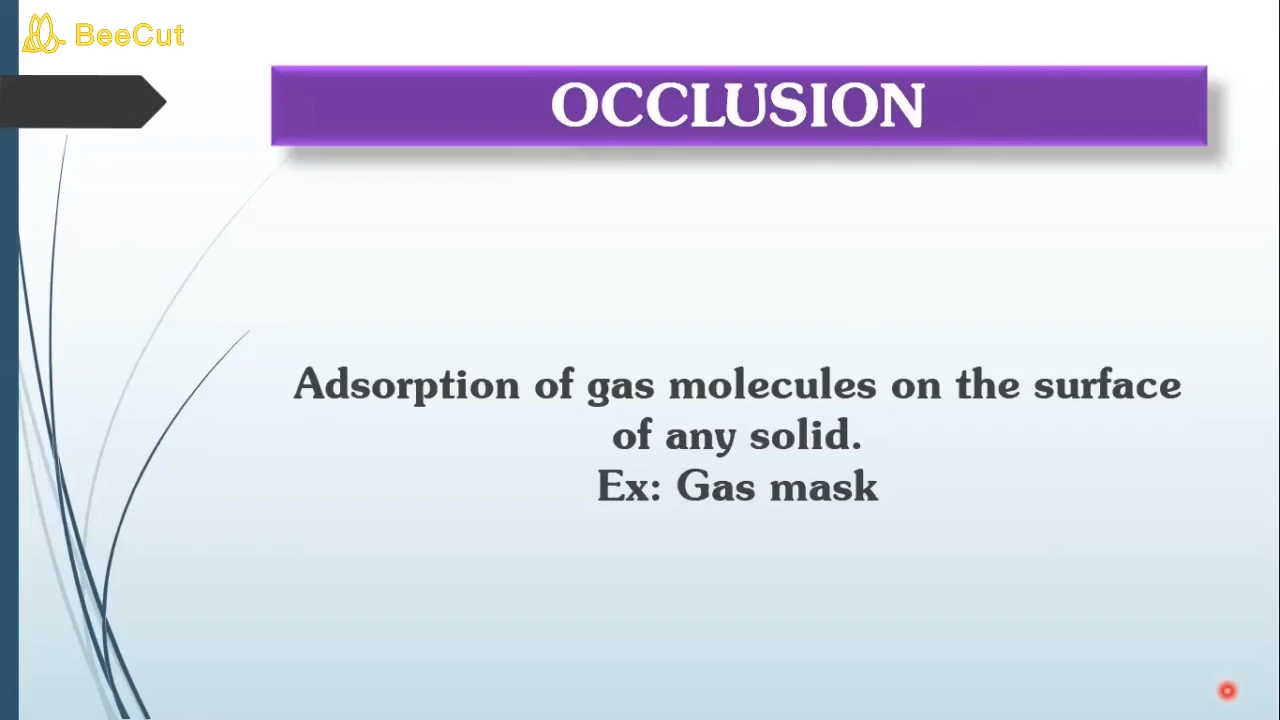 BeeCut
OCCLUSION
Adsorption of gas molecules on the surface
of any solid.
Ex: Gas mask